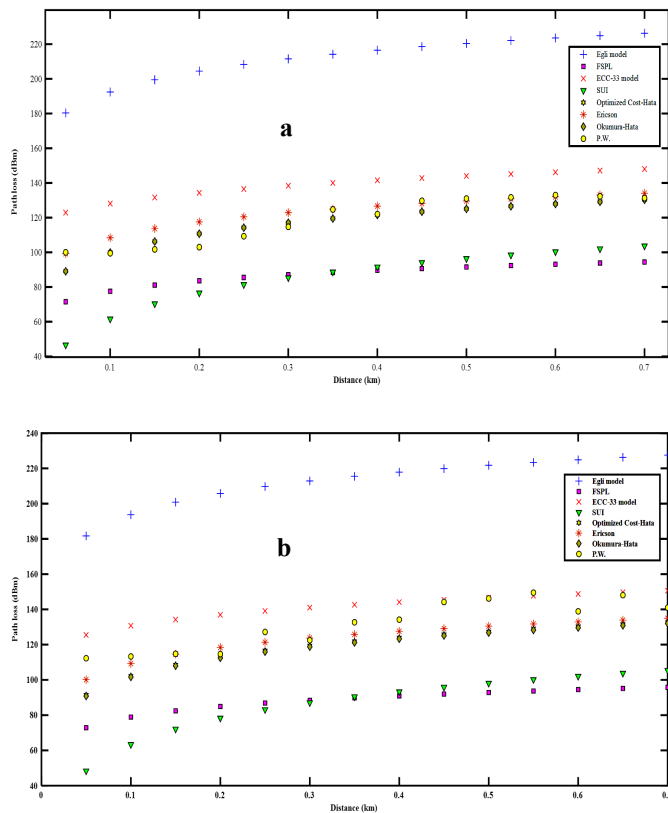 220
200
180
160
140
120
100
80
60
40
Path loss (dBm)
a
Egli model
FSPL
ECC-33 model
SUI
Optimized Cost-Hata
Ericson
Okumura-Hata
P.W.
0.1 0.2 0.3 0.4 0.5 0.6 0.7
Distance (km)
240
220
200
180
160
140
120
100
80
60
40
Path loss (dBm)
b
Egli model
FSPL
ECC-33 model
SUI
Optimized Cost-Hata
Ericson
Okumura-Hata
P.W.
0 0.1 0.2 0.3 0.4 0.5 0.6
Distance (km)